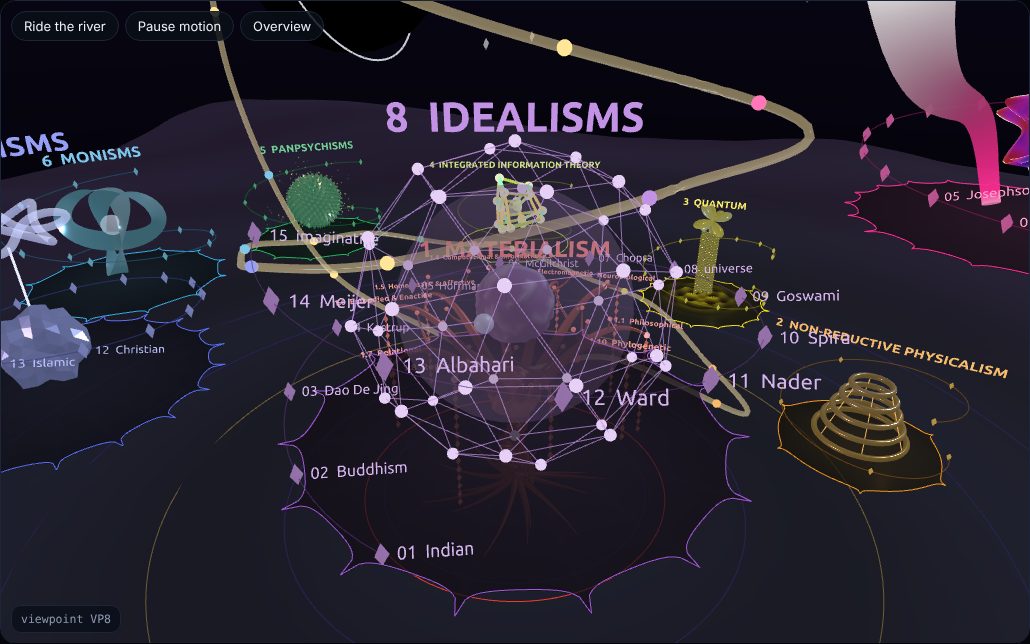 Ride the river
Pause motion
Overview
8 IDEALISMS
ISMS
6 MONISMS
5 PANPSYCHISMS
4 INTEGRATED INFORMATION THEORY
3 QUANTUM
05 Josephso
0
15 Imaginative
1 MATERIALISM
07 Chopra
McGilchrist
08 universe
14 Meijer
09 Goswami
10 Spira
2 NON-REDUCTIVE PHYSICALISM
13 Islamic
12 Christian
13 Albahari
11 Nader
03 Dao De Jing
12 Ward
02 Buddhism
01 Indian
viewpoint VP8